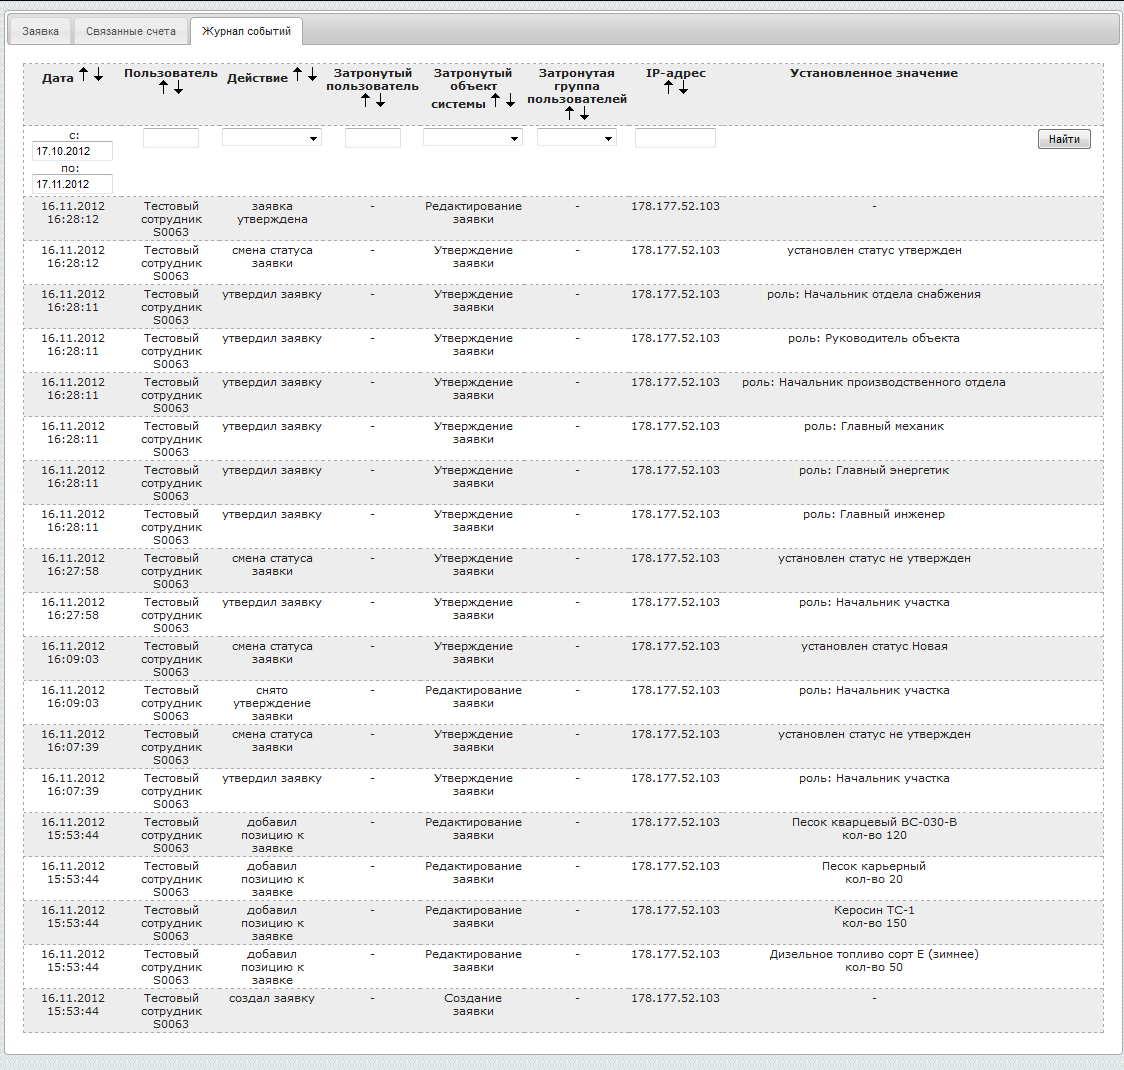 Заявка Связанные счета Журнал событий
Дата Пользователь Действие Затронутый пользователь Затронутый объект системы Затронутая группа пользователей IP-адрес Установленное значение
с:
17.10.2012
Найти
по:
17.11.2012
16.11.2012 16:28:12 Тестовый сотрудник S0063 заявка утверждена - Редактирование заявки - 178.177.52.103 -
16.11.2012 16:28:12 Тестовый сотрудник S0063 смена статуса заявки - Утверждение заявки - 178.177.52.103 установлен статус утвержден
16.11.2012 16:28:11 Тестовый сотрудник S0063 утвердил заявку - Утверждение заявки - 178.177.52.103 роль: Начальник отдела снабжения
16.11.2012 16:28:11 Тестовый сотрудник S0063 утвердил заявку - Утверждение заявки - 178.177.52.103 роль: Руководитель объекта
16.11.2012 16:28:11 Тестовый сотрудник S0063 утвердил заявку - Утверждение заявки - 178.177.52.103 роль: Начальник производственного отдела
16.11.2012 16:28:11 Тестовый сотрудник S0063 утвердил заявку - Утверждение заявки - 178.177.52.103 роль: Главный механик
16.11.2012 16:28:11 Тестовый сотрудник S0063 утвердил заявку - Утверждение заявки - 178.177.52.103 роль: Главный энергетик
16.11.2012 16:28:11 Тестовый сотрудник S0063 утвердил заявку - Утверждение заявки - 178.177.52.103 роль: Главный инженер
16.11.2012 16:27:58 Тестовый сотрудник S0063 смена статуса заявки - Утверждение заявки - 178.177.52.103 установлен статус не утвержден
16.11.2012 16:27:58 Тестовый сотрудник S0063 утвердил заявку - Утверждение заявки - 178.177.52.103 роль: Начальник участка
16.11.2012 16:09:03 Тестовый сотрудник S0063 смена статуса заявки - Утверждение заявки - 178.177.52.103 установлен статус Новая
16.11.2012 16:09:03 Тестовый сотрудник S0063 снято утверждение заявки - Редактирование заявки - 178.177.52.103 роль: Начальник участка
16.11.2012 16:07:39 Тестовый сотрудник S0063 смена статуса заявки - Утверждение заявки - 178.177.52.103 установлен статус не утвержден
16.11.2012 16:07:39 Тестовый сотрудник S0063 утвердил заявку - Утверждение заявки - 178.177.52.103 роль: Начальник участка
16.11.2012 15:53:44 Тестовый сотрудник S0063 добавил позицию к заявке - Редактирование заявки - 178.177.52.103 Песок кварцевый ВС-030-В кол-во 120
16.11.2012 15:53:44 Тестовый сотрудник S0063 добавил позицию к заявке - Редактирование заявки - 178.177.52.103 Песок карьерный кол-во 20
16.11.2012 15:53:44 Тестовый сотрудник S0063 добавил позицию к заявке - Редактирование заявки - 178.177.52.103 Керосин ТС-1 кол-во 150
16.11.2012 15:53:44 Тестовый сотрудник S0063 добавил позицию к заявке - Редактирование заявки - 178.177.52.103 Дизельное топливо сорт Е (зимнее) кол-во 50
16.11.2012 15:53:44 Тестовый сотрудник S0063 создал заявку - Создание заявки - 178.177.52.103 -